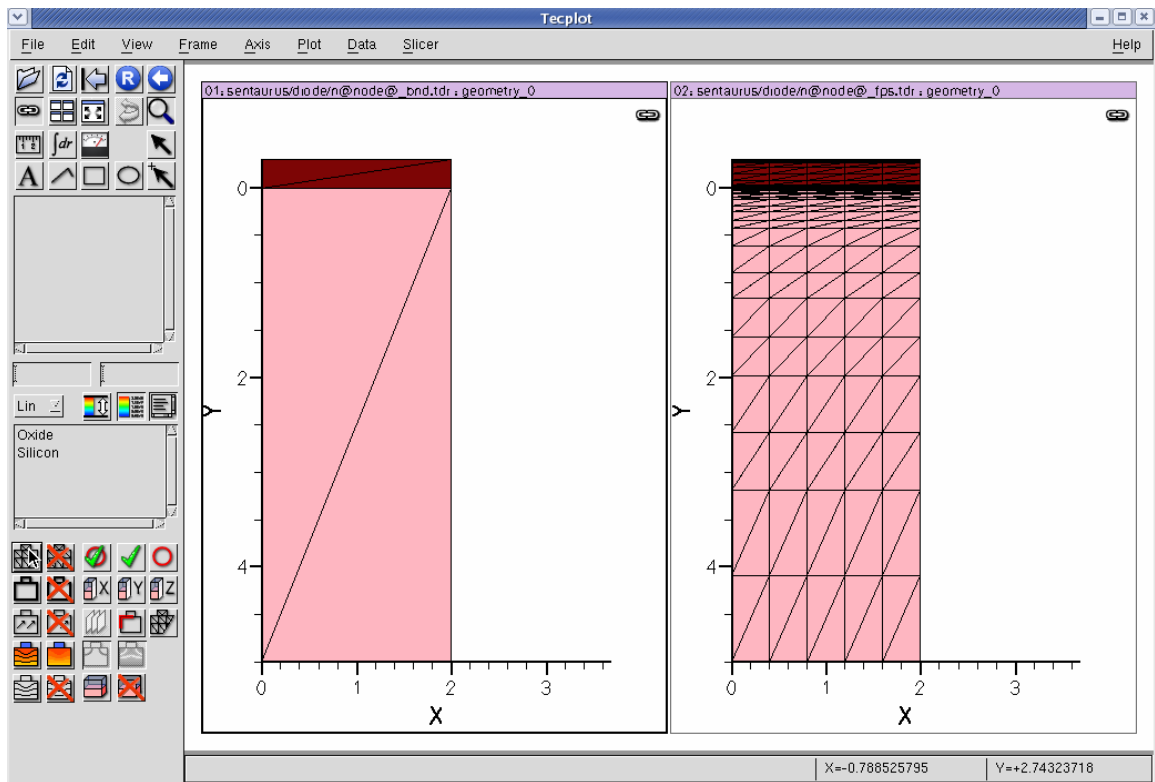 Tecplot
File Edit View Frame Axis Plot Data Slicer Help
R
∫dr
A
Lin
Oxide
Silicon
X Y Z
01: sentaurus/diode/n@node@_bnd.tdr : geometry_0
0
2
4
Y
0 1 2 3
X
02: sentaurus/diode/n@node@_fps.tdr : geometry_0
0
2
4
Y
0 1 2 3
X
X=-0.788525795 Y=+2.74323718